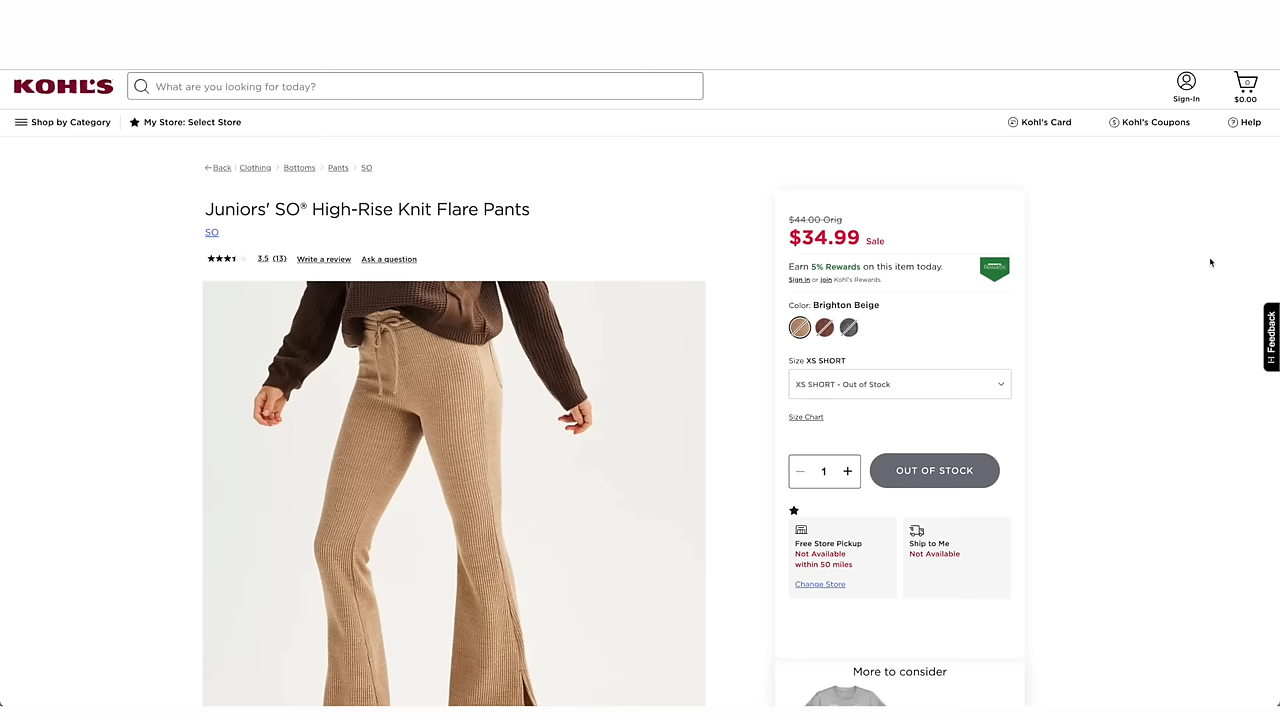 KOHL'S
What are you looking for today?
Sign-In
0
$0.00
Shop by Category
My Store: Select Store
Kohl's Card
Kohl's Coupons
Help
Back
Clothing
Bottoms
Pants
SO
Juniors' SO® High-Rise Knit Flare Pants
SO
3.5 (13) Write a review Ask a question
$44.00 Orig
$34.99 Sale
Earn 5% Rewards on this item today.
Sign in or join Kohl's Rewards.
Color: Brighton Beige
Size XS SHORT
XS SHORT - Out of Stock
Size Chart
1
OUT OF STOCK
Free Store Pickup
Not Available
within 50 miles
Change Store
Ship to Me
Not Available
Feedback
More to consider